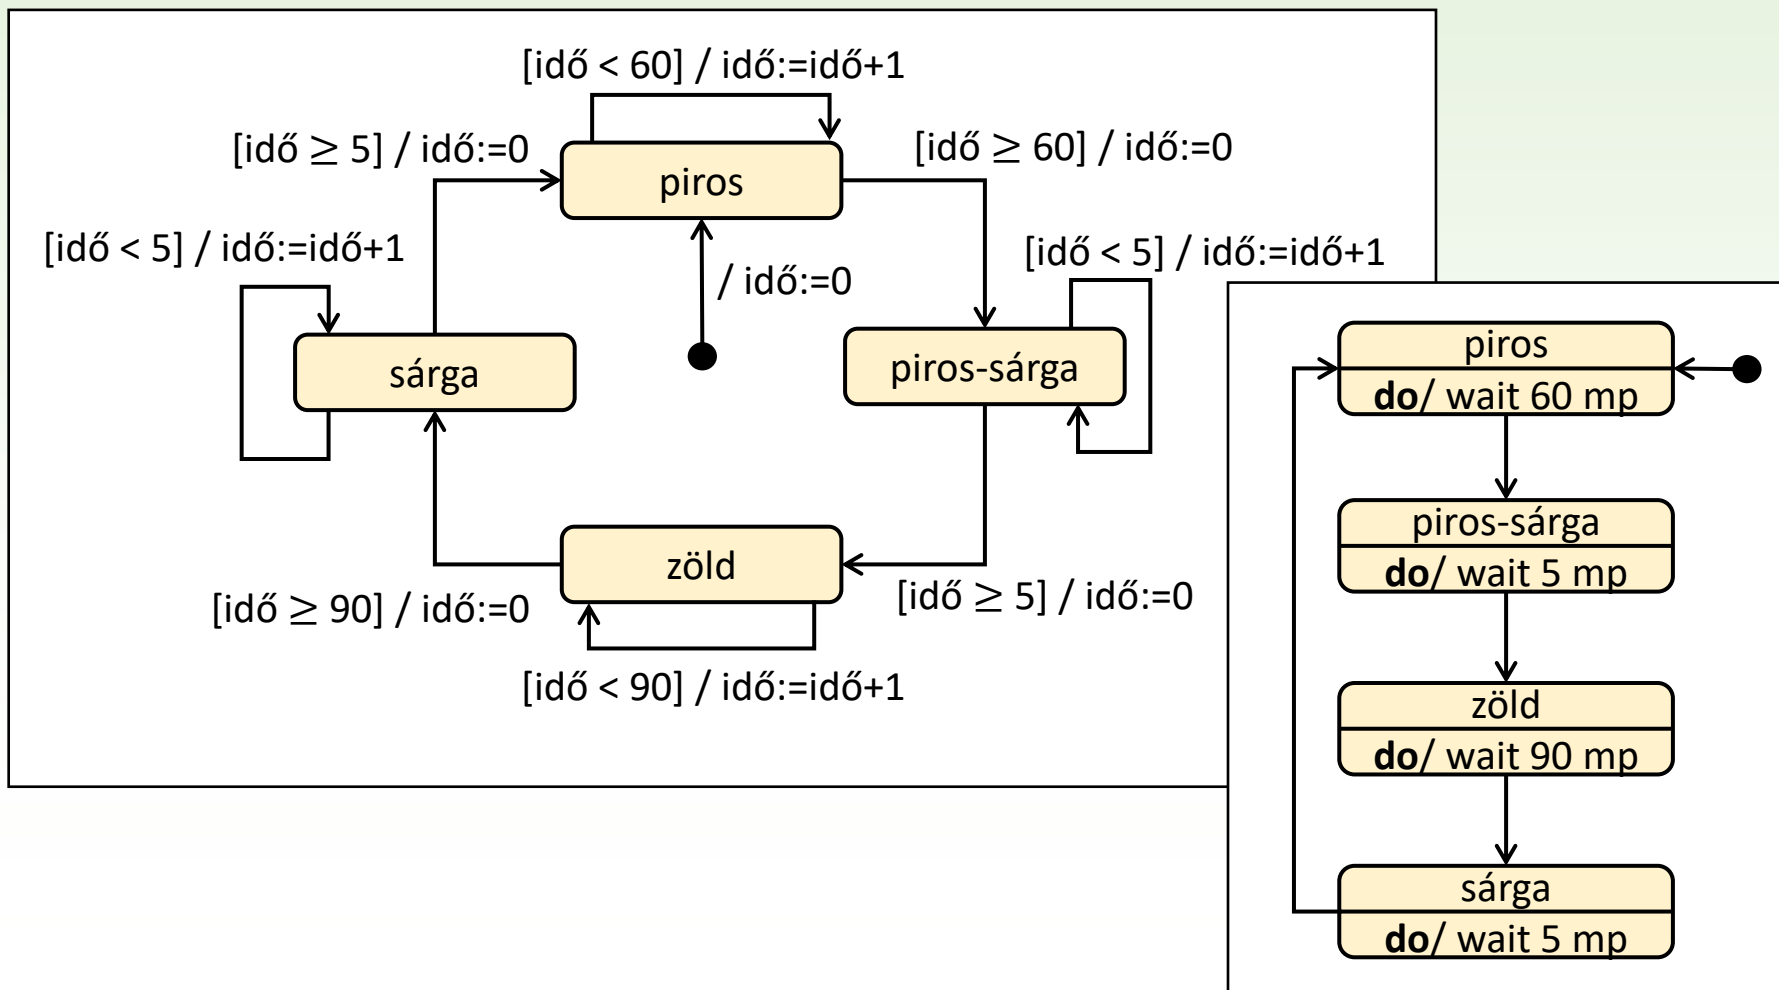 [idő < 60] / idő:=idő+1
[idő ≥ 5] / idő:=0
piros
[idő ≥ 60] / idő:=0
[idő < 5] / idő:=idő+1
/ idő:=0
[idő < 5] / idő:=idő+1
sárga
piros-sárga
zöld
[idő ≥ 90] / idő:=0
[idő ≥ 5] / idő:=0
[idő < 90] / idő:=idő+1
piros
do/ wait 60 mp
piros-sárga
do/ wait 5 mp
zöld
do/ wait 90 mp
sárga
do/ wait 5 mp